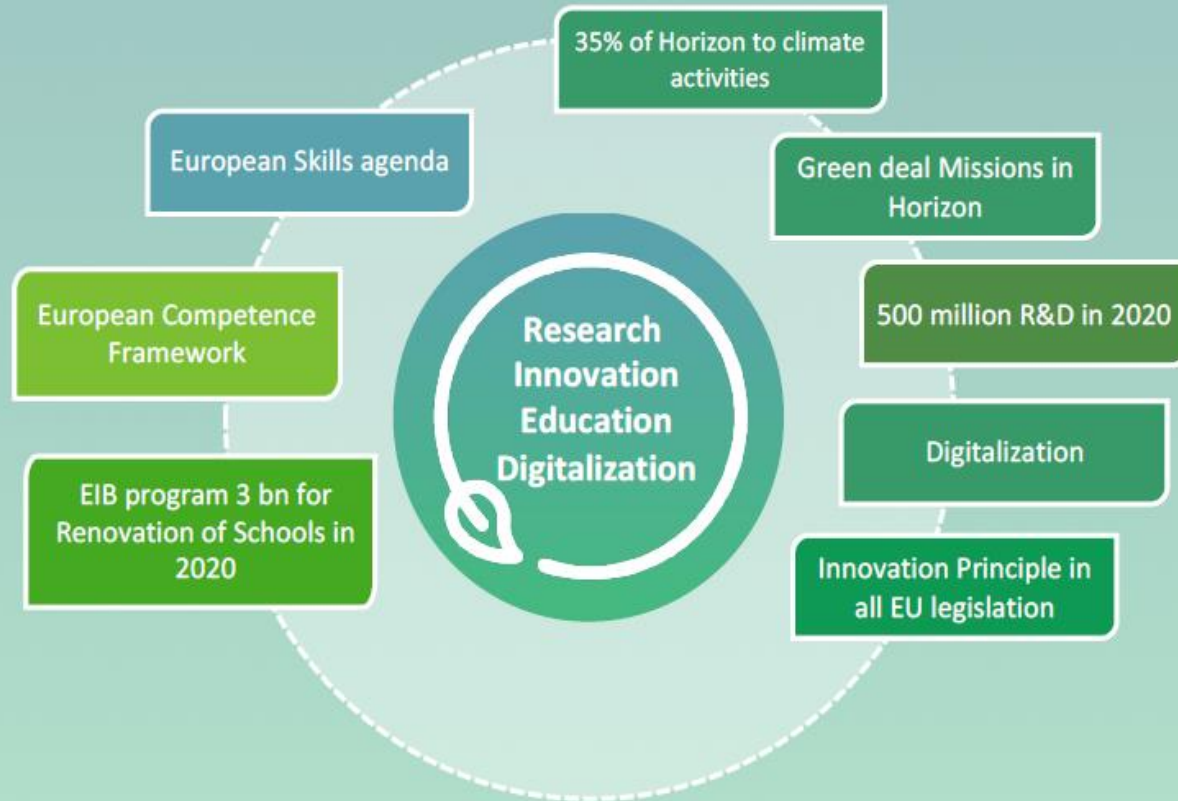 35% of Horizon to climate
activities
European Skills agenda
Green deal Missions in
Horizon
European Competence
Framework
500 million R&D in 2020
Research
Innovation
Education
Digitalization
Digitalization
EIB program 3 bn for
Renovation of Schools in
2020
Innovation Principle in
all EU legislation